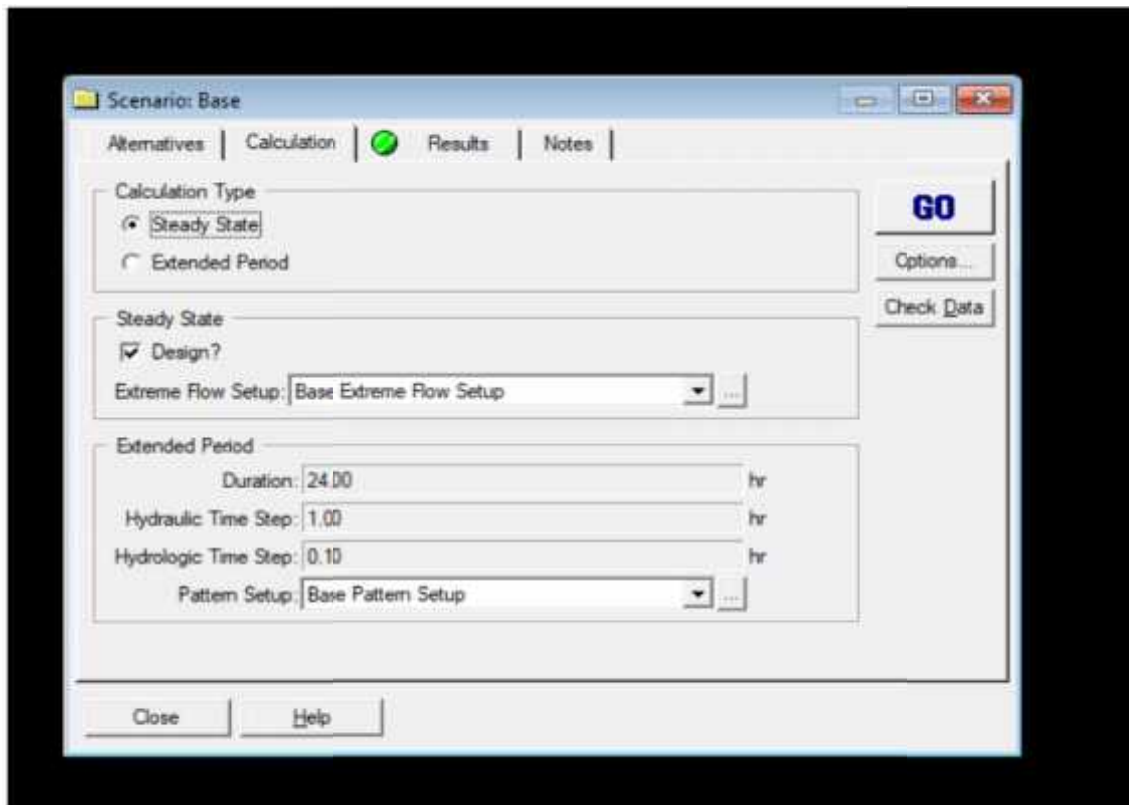 Scenario: Base
Alternatives Calculation Results Notes
Calculation Type
Steady State
Extended Period
GO
Options...
Check Data
Steady State
Design?
Extreme Flow Setup: Base Extreme Flow Setup ...
Extended Period
Duration: 24.00 hr
Hydraulic Time Step: 1.00 hr
Hydrologic Time Step: 0.10 hr
Pattern Setup: Base Pattern Setup ...
Close Help